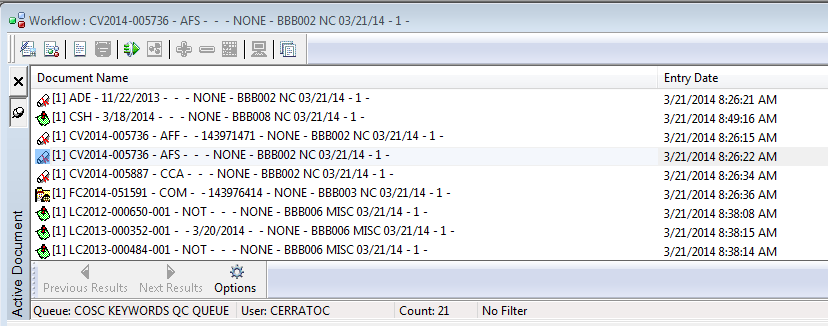 Workflow : CV2014-005736 - AFS - - - NONE - BBB002 NC 03/21/14 - 1 -
Document Name Entry Date
[1] ADE - 11/22/2013 - - - NONE - BBB002 NC 03/21/14 - 1 - 3/21/2014 8:26:21 AM
[1] CSH - 3/18/2014 - - - NONE - BBB008 NC 03/21/14 - 1 - 3/21/2014 8:49:16 AM
[1] CV2014-005736 - AFF - - 143971471 - NONE - BBB002 NC 03/21/14 - 1 - 3/21/2014 8:26:15 AM
[1] CV2014-005736 - AFS - - - NONE - BBB002 NC 03/21/14 - 1 - 3/21/2014 8:26:22 AM
[1] CV2014-005887 - CCA - - - NONE - BBB002 NC 03/21/14 - 1 - 3/21/2014 8:26:34 AM
[1] FC2014-051591 - COM - - 143976414 - NONE - BBB003 NC 03/21/14 - 1 - 3/21/2014 8:26:36 AM
[1] LC2012-000650-001 - NOT - - - NONE - BBB006 MISC 03/21/14 - 1 - 3/21/2014 8:38:08 AM
[1] LC2013-000352-001 - - 3/20/2014 - - NONE - BBB006 MISC 03/21/14 - 1 - 3/21/2014 8:38:15 AM
[1] LC2013-000484-001 - NOT - - - NONE - BBB006 MISC 03/21/14 - 1 - 3/21/2014 8:38:14 AM
Active Document
Previous Results Next Results Options
Queue: COSC KEYWORDS QC QUEUE User: CERRATOC Count: 21 No Filter